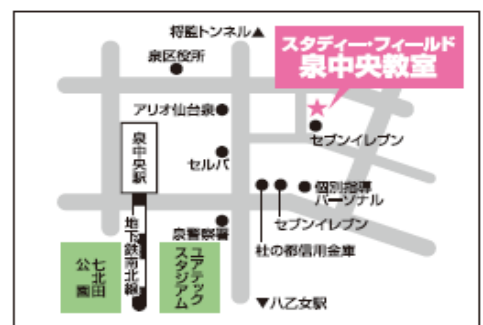 将監トンネル▲
泉区役所
スタディー・フィールド
泉中央教室
アリオ仙台泉
セブンイレブン
泉中央駅
セルバ
個別指導
パーソナル
セブンイレブン
杜の都信用金庫
地下鉄南北線
泉警察署
七北田
公園
ユアテック
スタジアム
▼八乙女駅